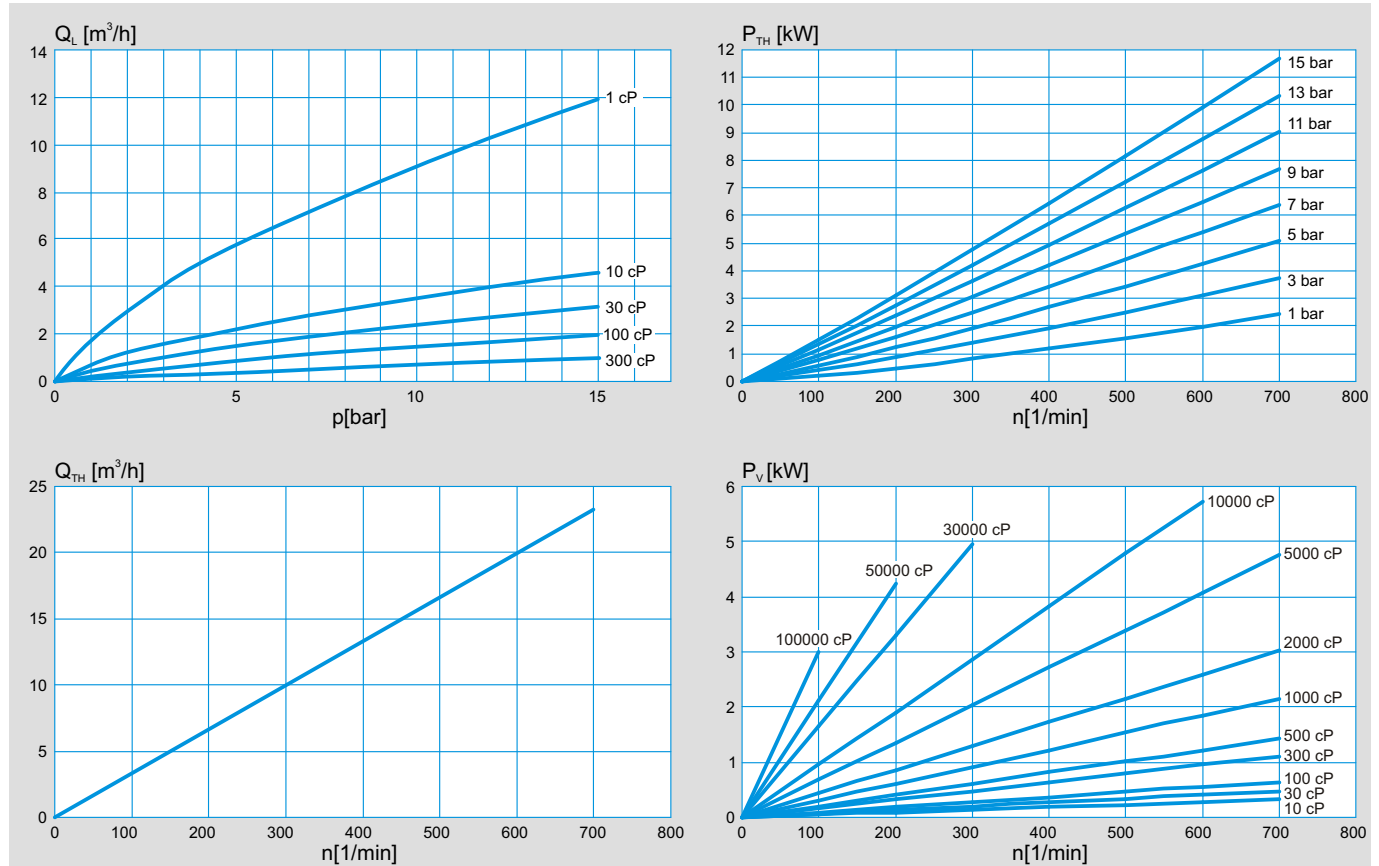 Q_L [m³/h]
14
12
10
8
6
4
2
0
1 cP
10 cP
30 cP
100 cP
300 cP
5 10 15
p[bar]
P_TH [kW]
12
11
10
9
8
7
6
5
4
3
2
1
0
15 bar
13 bar
11 bar
9 bar
7 bar
5 bar
3 bar
1 bar
0 100 200 300 400 500 600 700 800
n[1/min]
Q_TH [m³/h]
25
20
15
10
5
0
0 100 200 300 400 500 600 700 800
n[1/min]
P_V [kW]
6
5
4
3
2
1
0
10000 cP
30000 cP
5000 cP
50000 cP
100000 cP
2000 cP
1000 cP
500 cP
300 cP
100 cP
30 cP
10 cP
0 100 200 300 400 500 600 700 800
n[1/min]